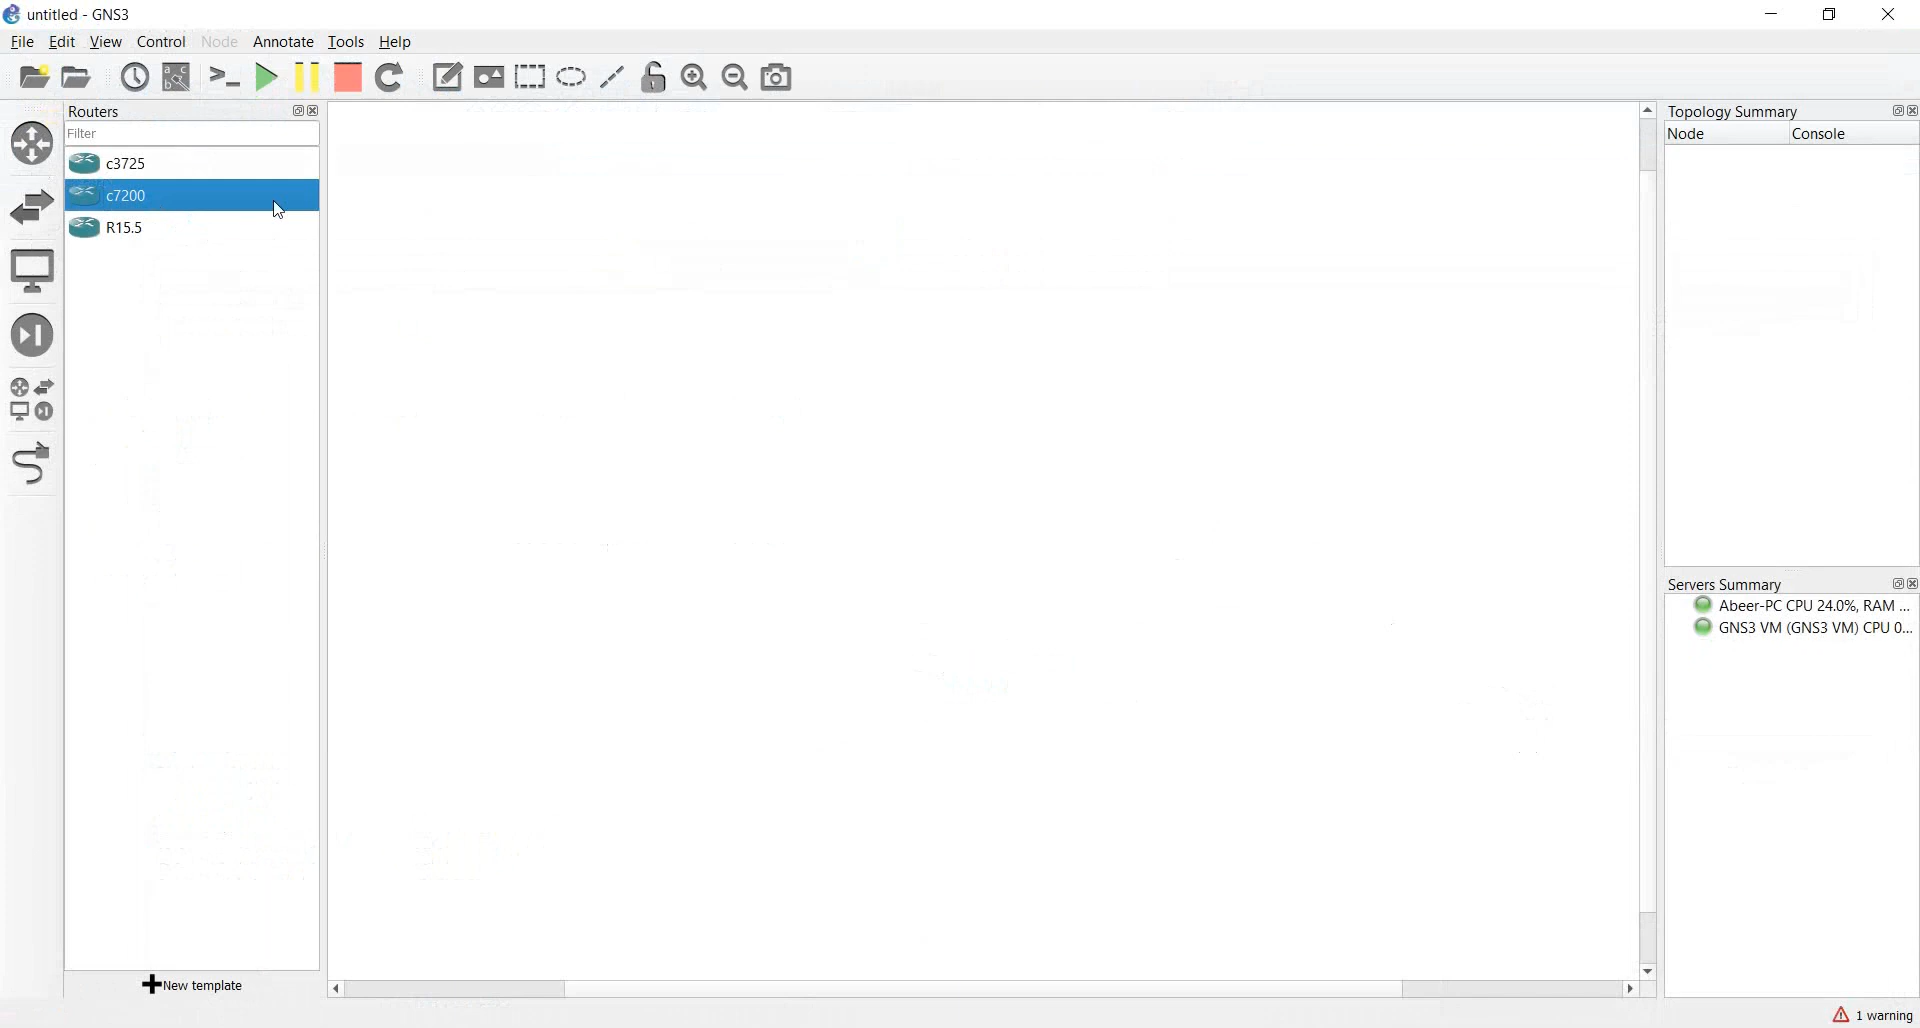 untitled - GNS3
File Edit View Control Node Annotate Tools Help
Routers
Filter
c3725
c7200
R15.5
New template
Topology Summary
Node Console
Servers Summary
Abeer-PC CPU 24.0%, RAM ...
GNS3 VM (GNS3 VM) CPU 0...
1 warning